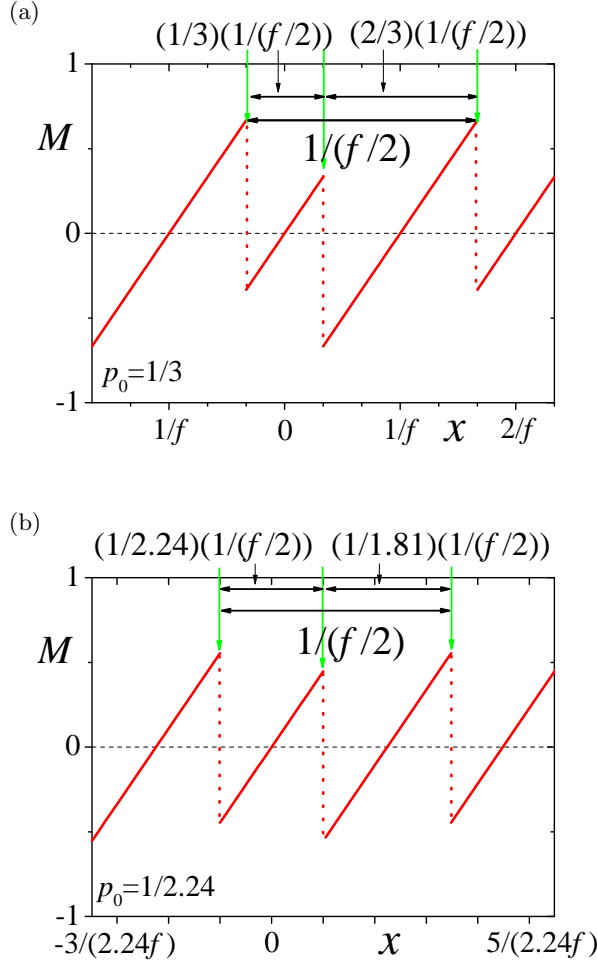 (a)
(1/3)(1/(f/2)) (2/3)(1/(f/2))
1
1/(f/2)
M
0
p0=1/3
-1
1/f 0 1/f x 2/f
(b)
(1/2.24)(1/(f/2)) (1/1.81)(1/(f/2))
1
1/(f/2)
M
0
p0=1/2.24
-1
-3/(2.24f) 0 x 5/(2.24f)